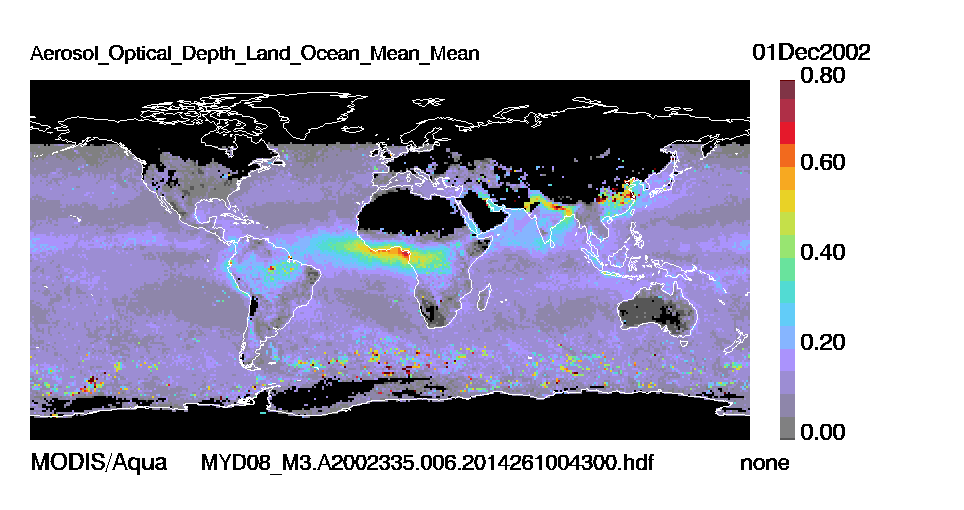 Aerosol_Optical_Depth_Land_Ocean_Mean_Mean 01Dec2002
0.80
0.60
0.40
0.20
0.00
MODIS/Aqua MYD08_M3.A2002335.006.2014261004300.hdf none